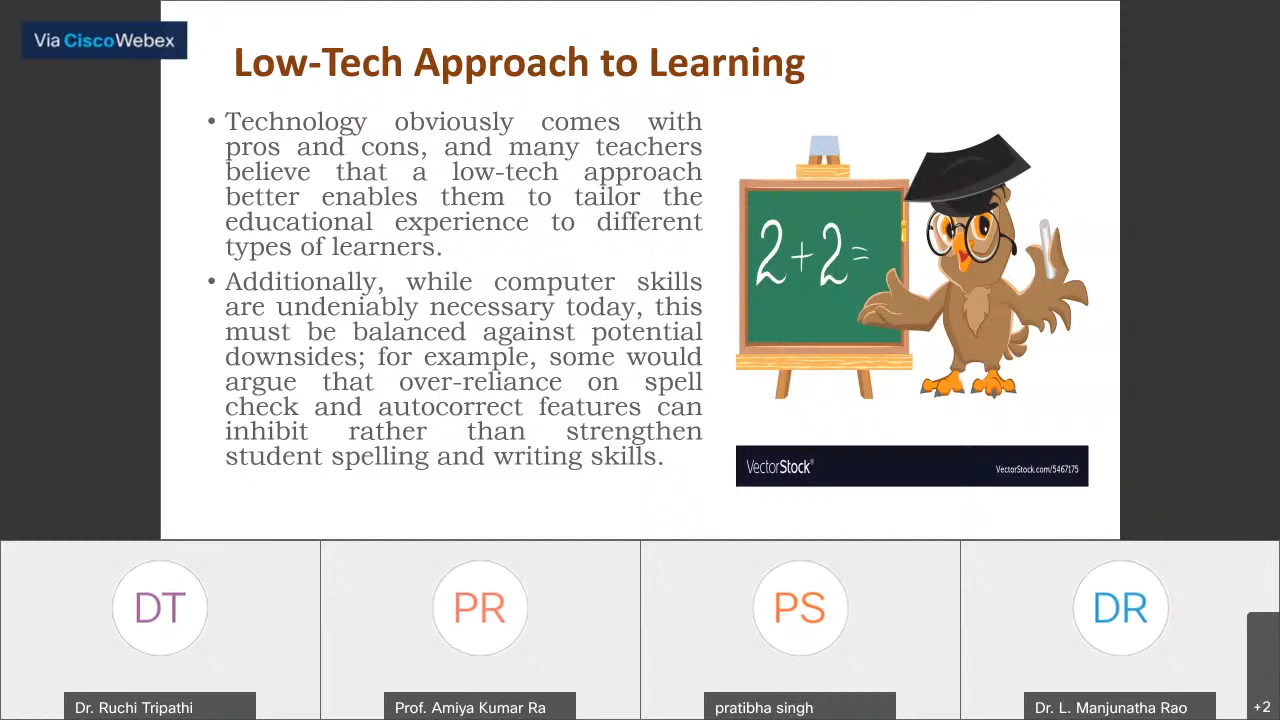 Via CiscoWebex
Low-Tech Approach to Learning
• Technology obviously comes with
pros and cons, and many teachers
believe that a low-tech approach
better enables them to tailor the
educational experience to different
types of learners.
• Additionally, while computer skills
are undeniably necessary today, this
must be balanced against potential
downsides; for example, some would
argue that over-reliance on spell
check and autocorrect features can
inhibit rather than strengthen
student spelling and writing skills.
2+2=
VectorStock®
VectorStock.com/5467175
DT
PR
PS
DR
Dr. Ruchi Tripathi
Prof. Amiya Kumar Ra
pratibha singh
Dr. L. Manjunatha Rao
+2